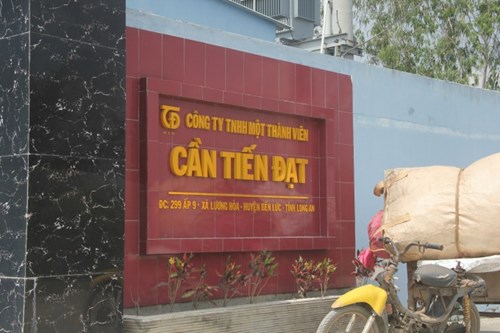 CÔNG TY TNHH MỘT THÀNH VIÊN
CẦN TIẾN ĐẠT
ĐC: 299 ẤP 9 - XÃ LƯƠNG HÒA - HUYỆN BẾN LỨC - TỈNH LONG AN